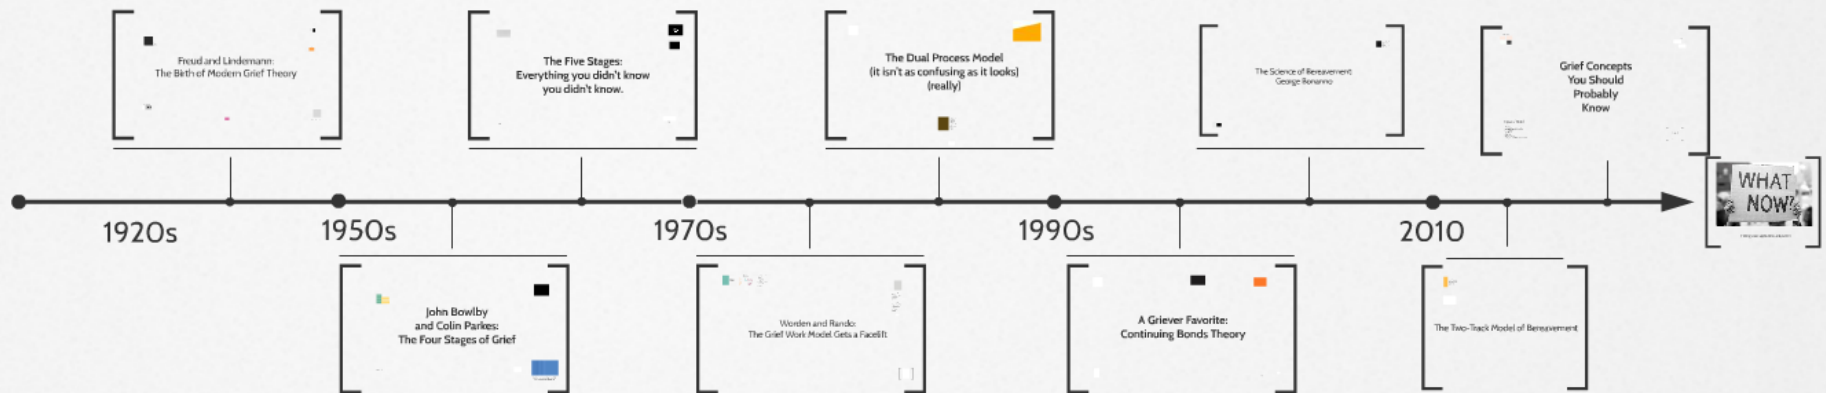 Freud and Lindemann:
The Birth of Modern Grief Theory
The Five Stages:
Everything you didn't know
you didn't know.
The Dual Process Model
(it isn't as confusing as it looks)
(really)
The Science of Bereavement
George Bonanno
Grief Concepts
You Should
Probably
Know
WHAT
NOW?
1920s
1950s
1970s
1990s
2010
John Bowlby
and Colin Parkes:
The Four Stages of Grief
Worden and Rando:
The Grief Work Model Gets a Facelift
A Griever Favorite:
Continuing Bonds Theory
The Two-Track Model of Bereavement